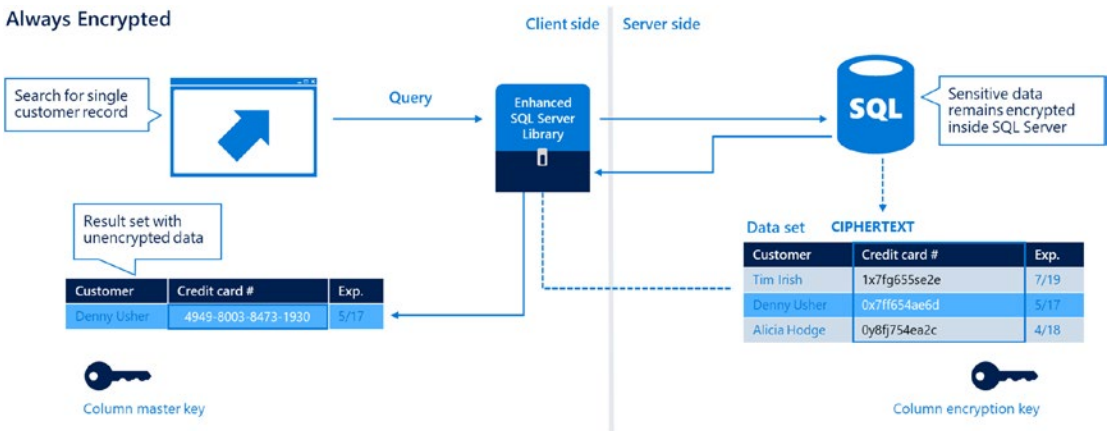 Always Encrypted
Client side
Server side
Search for single
customer record
Query
Enhanced
SQL Server
Library
SQL
Sensitive data
remains encrypted
inside SQL Server
Result set with
unencrypted data
Customer Credit card # Exp.
Denny Usher 4949-8003-8473-1930 5/17
Data set CIPHERTEXT
Customer Credit card # Exp.
Tim Irish 1x7fg655se2e 7/19
Denny Usher 0x7ff654ae6d 5/17
Alicia Hodge 0y8fj754ea2c 4/18
Column master key
Column encryption key